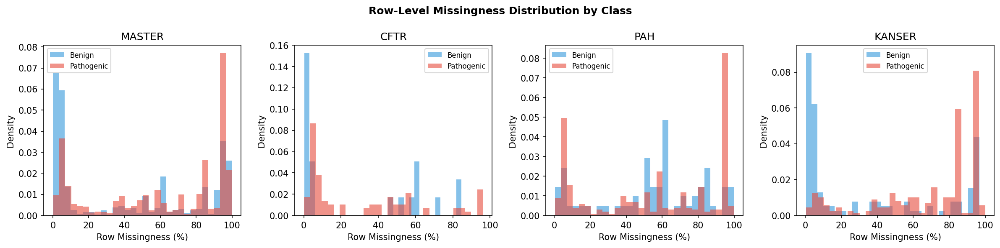 Row-Level Missingness Distribution by Class
MASTER
Benign
Pathogenic
Density
0.08
0.07
0.06
0.05
0.04
0.03
0.02
0.01
0.00
0 20 40 60 80 100
Row Missingness (%)
CFTR
Benign
Pathogenic
Density
0.16
0.14
0.12
0.10
0.08
0.06
0.04
0.02
0.00
0 20 40 60 80 100
Row Missingness (%)
PAH
Benign
Pathogenic
Density
0.08
0.07
0.06
0.05
0.04
0.03
0.02
0.01
0.00
0 20 40 60 80 100
Row Missingness (%)
KANSER
Benign
Pathogenic
Density
0.08
0.06
0.04
0.02
0.00
0 20 40 60 80 100
Row Missingness (%)